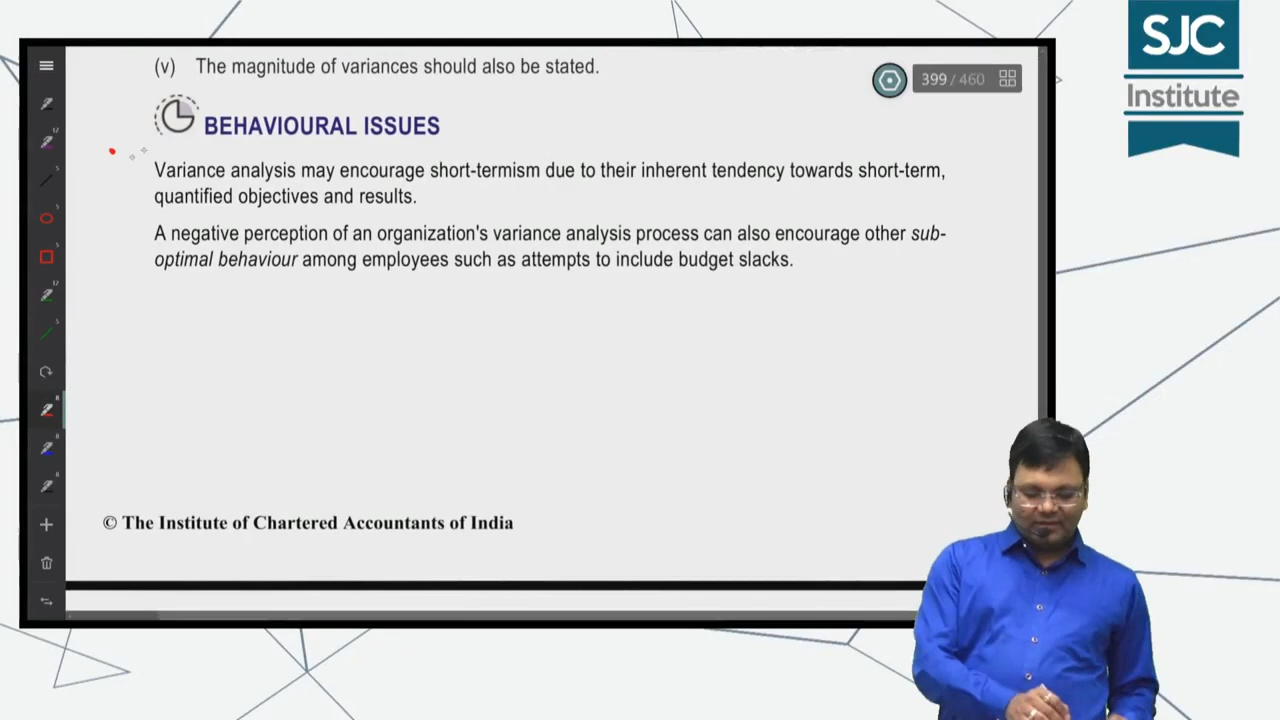 SJC
Institute
399 / 460
(v) The magnitude of variances should also be stated.
BEHAVIOURAL ISSUES
Variance analysis may encourage short-termism due to their inherent tendency towards short-term,
quantified objectives and results.
A negative perception of an organization's variance analysis process can also encourage other sub-
optimal behaviour among employees such as attempts to include budget slacks.
© The Institute of Chartered Accountants of India